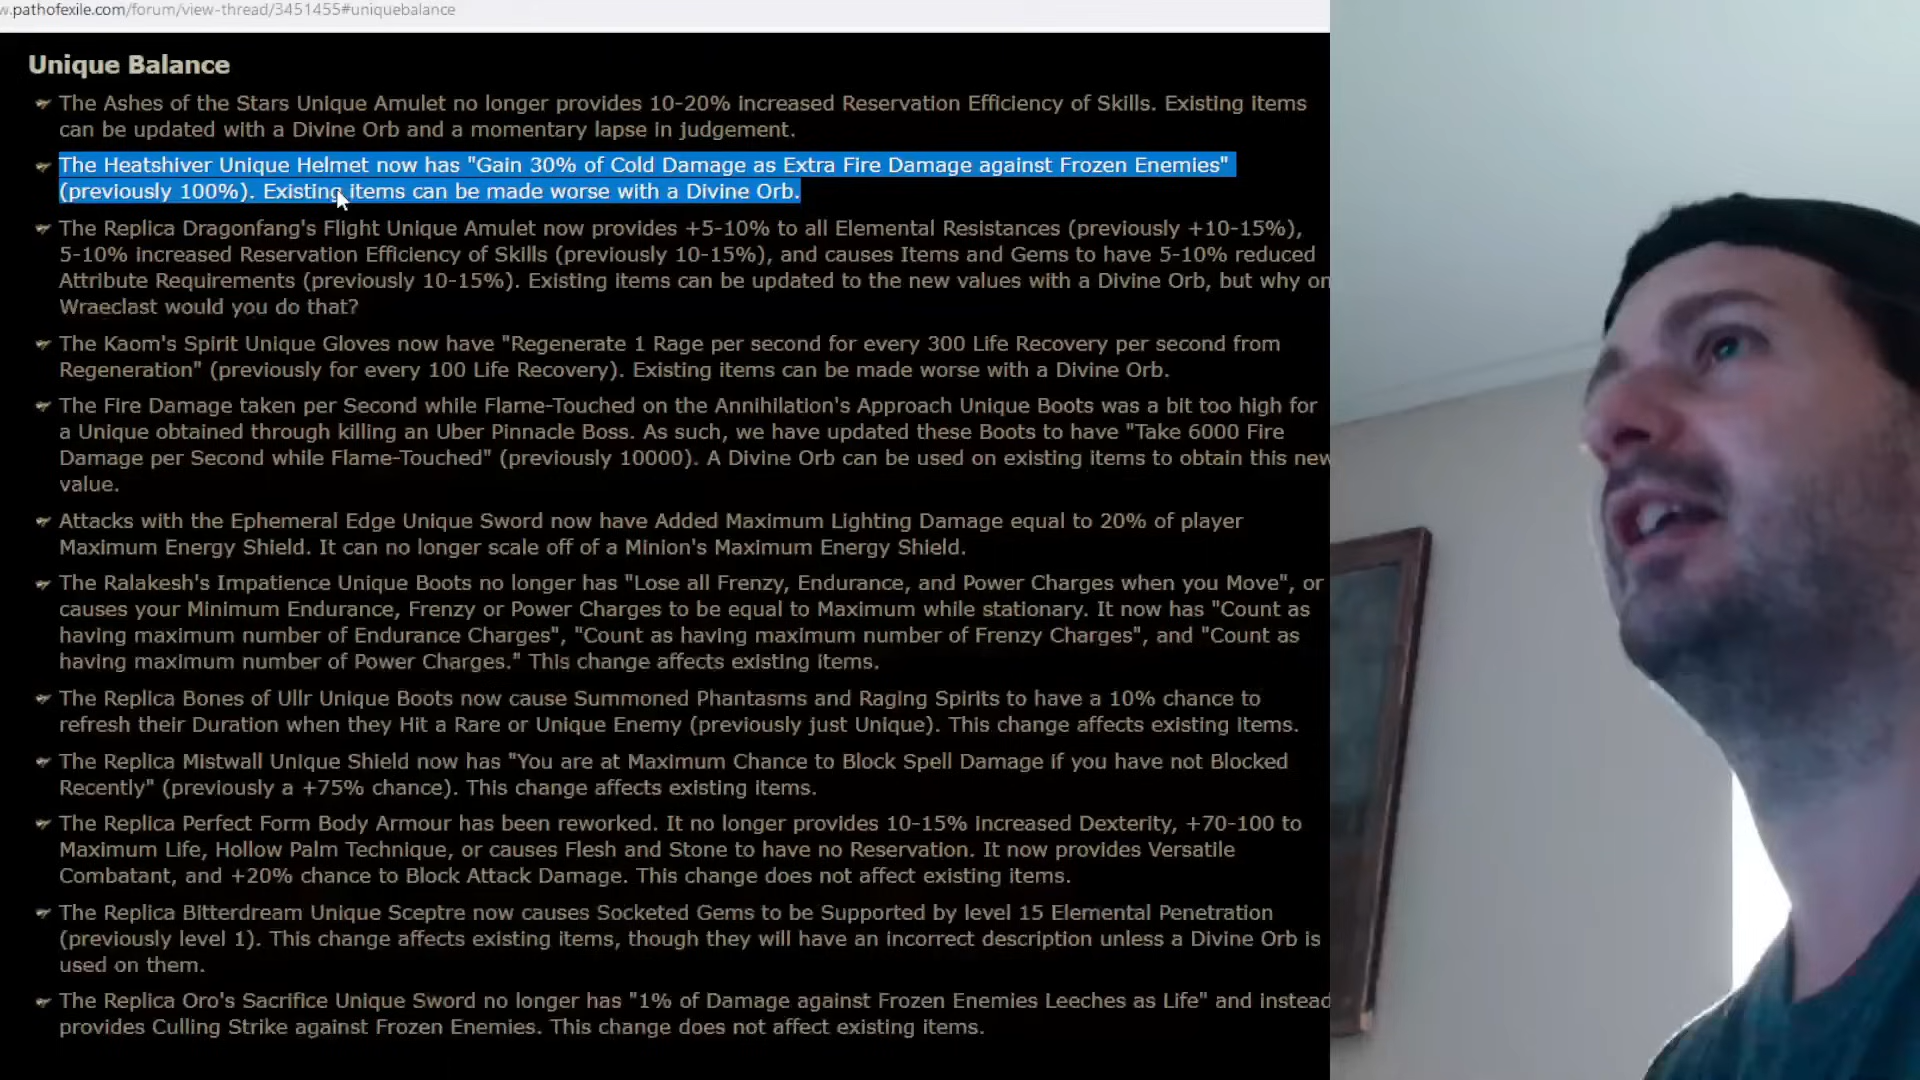 w.pathofexile.com/forum/view-thread/3451455#uniquebalance
Unique Balance
The Ashes of the Stars Unique Amulet no longer provides 10-20% increased Reservation Efficiency of Skills. Existing items
can be updated with a Divine Orb and a momentary lapse in judgement.
The Heatshiver Unique Helmet now has "Gain 30% of Cold Damage as Extra Fire Damage against Frozen Enemies"
(previously 100%). Existing items can be made worse with a Divine Orb.
The Replica Dragonfang's Flight Unique Amulet now provides +5-10% to all Elemental Resistances (previously +10-15%),
5-10% increased Reservation Efficiency of Skills (previously 10-15%), and causes Items and Gems to have 5-10% reduced
Attribute Requirements (previously 10-15%). Existing items can be updated to the new values with a Divine Orb, but why on
Wraeclast would you do that?
The Kaom's Spirit Unique Gloves now have "Regenerate 1 Rage per second for every 300 Life Recovery per second from
Regeneration" (previously for every 100 Life Recovery). Existing items can be made worse with a Divine Orb.
The Fire Damage taken per Second while Flame-Touched on the Annihilation's Approach Unique Boots was a bit too high for
a Unique obtained through killing an Uber Pinnacle Boss. As such, we have updated these Boots to have "Take 6000 Fire
Damage per Second while Flame-Touched" (previously 10000). A Divine Orb can be used on existing items to obtain this new
value.
Attacks with the Ephemeral Edge Unique Sword now have Added Maximum Lighting Damage equal to 20% of player
Maximum Energy Shield. It can no longer scale off of a Minion's Maximum Energy Shield.
The Ralakesh's Impatience Unique Boots no longer has "Lose all Frenzy, Endurance, and Power Charges when you Move", or
causes your Minimum Endurance, Frenzy or Power Charges to be equal to Maximum while stationary. It now has "Count as
having maximum number of Endurance Charges", "Count as having maximum number of Frenzy Charges", and "Count as
having maximum number of Power Charges." This change affects existing items.
The Replica Bones of Ullr Unique Boots now cause Summoned Phantasms and Raging Spirits to have a 10% chance to
refresh their Duration when they Hit a Rare or Unique Enemy (previously just Unique). This change affects existing items.
The Replica Mistwall Unique Shield now has "You are at Maximum Chance to Block Spell Damage if you have not Blocked
Recently" (previously a +75% chance). This change affects existing items.
The Replica Perfect Form Body Armour has been reworked. It no longer provides 10-15% increased Dexterity, +70-100 to
Maximum Life, Hollow Palm Technique, or causes Flesh and Stone to have no Reservation. It now provides Versatile
Combatant, and +20% chance to Block Attack Damage. This change does not affect existing items.
The Replica Bitterdream Unique Sceptre now causes Socketed Gems to be Supported by level 15 Elemental Penetration
(previously level 1). This change affects existing items, though they will have an incorrect description unless a Divine Orb is
used on them.
The Replica Oro's Sacrifice Unique Sword no longer has "1% of Damage against Frozen Enemies Leeches as Life" and instead
provides Culling Strike against Frozen Enemies. This change does not affect existing items.